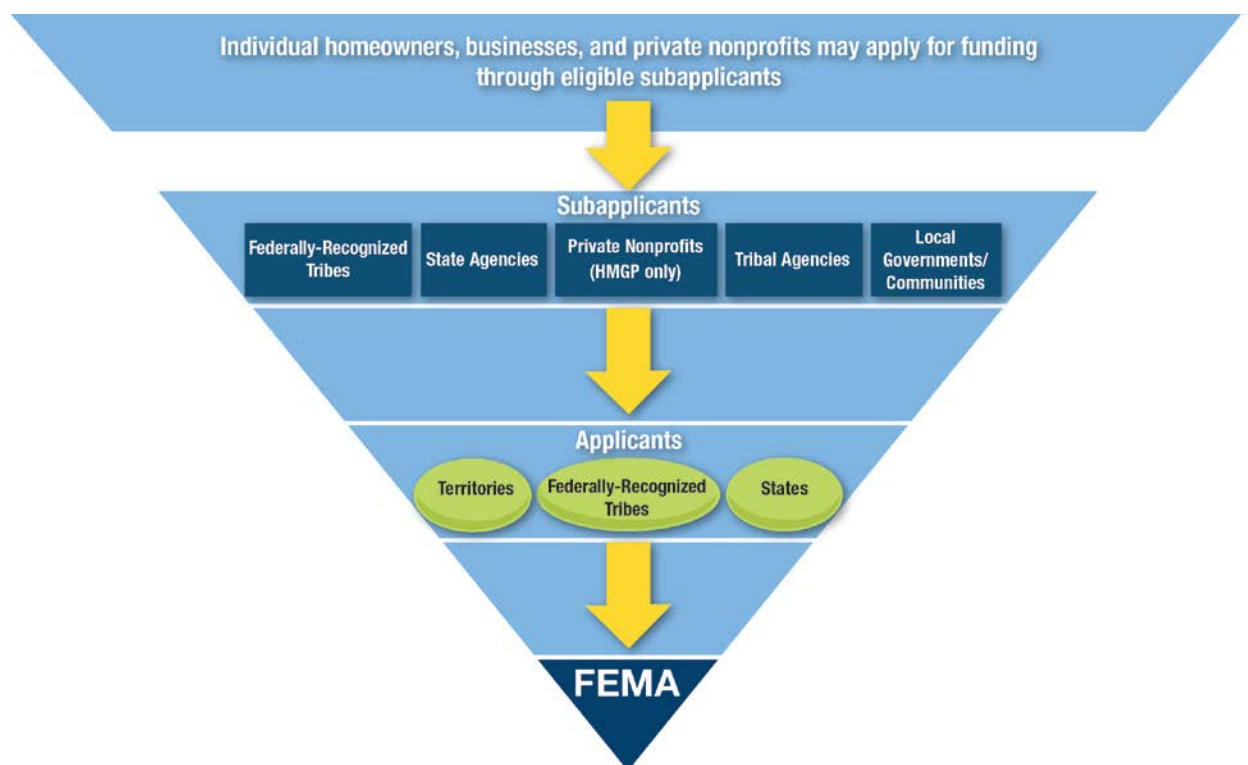 Individual homeowners, businesses, and private nonprofits may apply for funding
through eligible subapplicants
Subapplicants
Federally-Recognized
Tribes
State Agencies
Private Nonprofits
(HMGP only)
Tribal Agencies
Local
Governments/
Communities
Applicants
Territories
Federally-Recognized
Tribes
States
FEMA